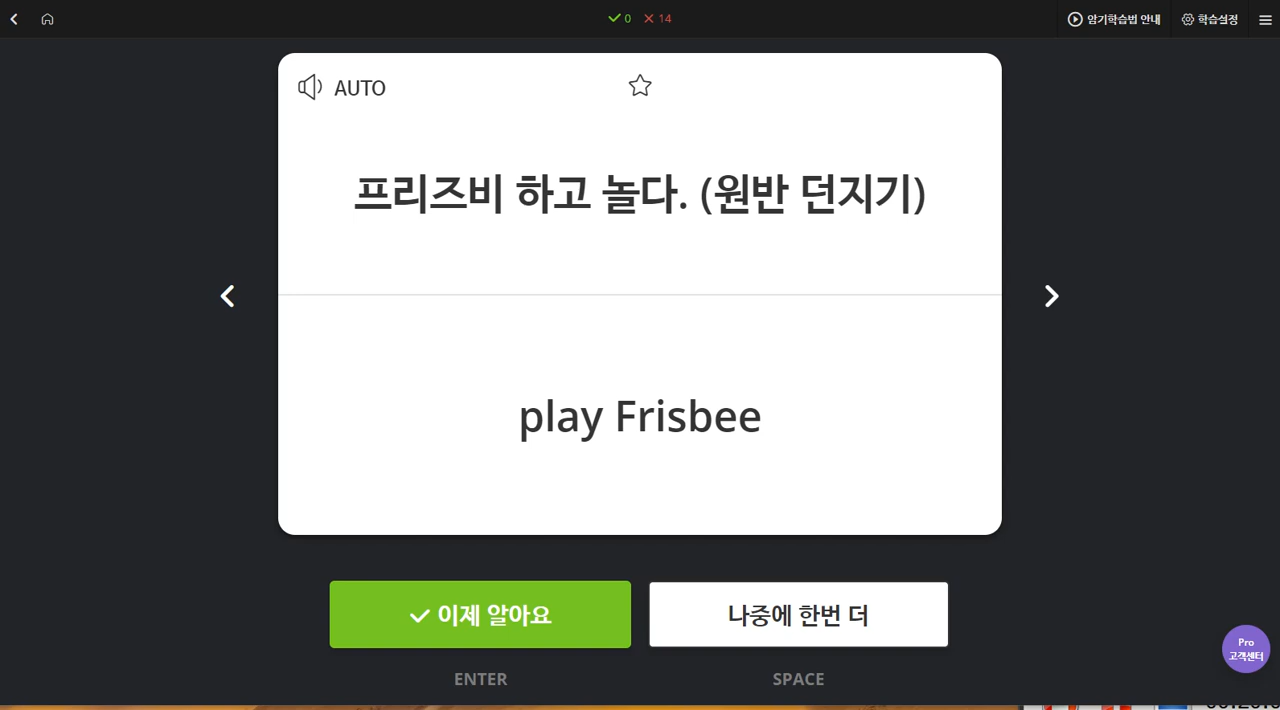 0 14
암기학습법 안내
학습설정
AUTO
프리즈비 하고 놀다. (원반 던지기)
play Frisbee
이제 알아요
나중에 한번 더
ENTER
SPACE
Pro
고객센터